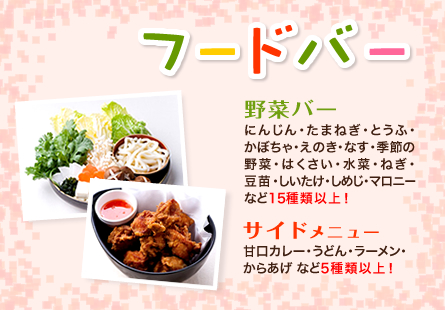 フードバー
野菜バー
にんじん・たまねぎ・とうふ・
かぼちゃ・えのき・なす・季節の
野菜・はくさい・水菜・ねぎ・
豆苗・しいたけ・しめじ・マロニー
など15種類以上！
サイドメニュー
甘口カレー・うどん・ラーメン・
からあげ など5種類以上！